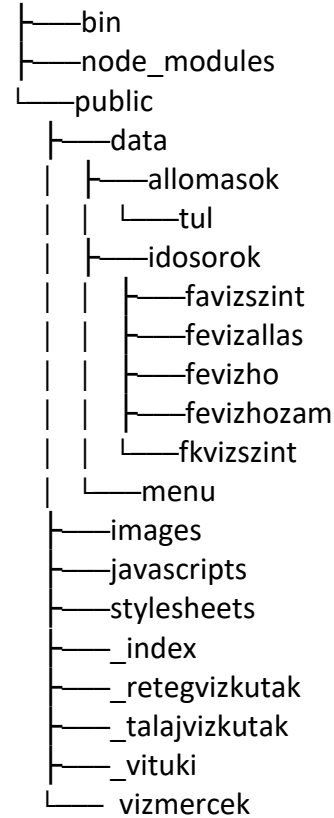 ├───bin
├───node_modules
└───public
    ├───data
    │   ├───allomasok
    │   │   └───tul
    │   ├───idosorok
    │   │   ├───favizszint
    │   │   ├───fevizallas
    │   │   ├───fevizho
    │   │   ├───fevizhozam
    │   │   └───fkvizszint
    │   └───menu
    ├───images
    ├───javascripts
    ├───stylesheets
    ├───_index
    ├───_retegvizkutak
    ├───_talajvizkutak
    ├───_vituki
    └─── vizmercek